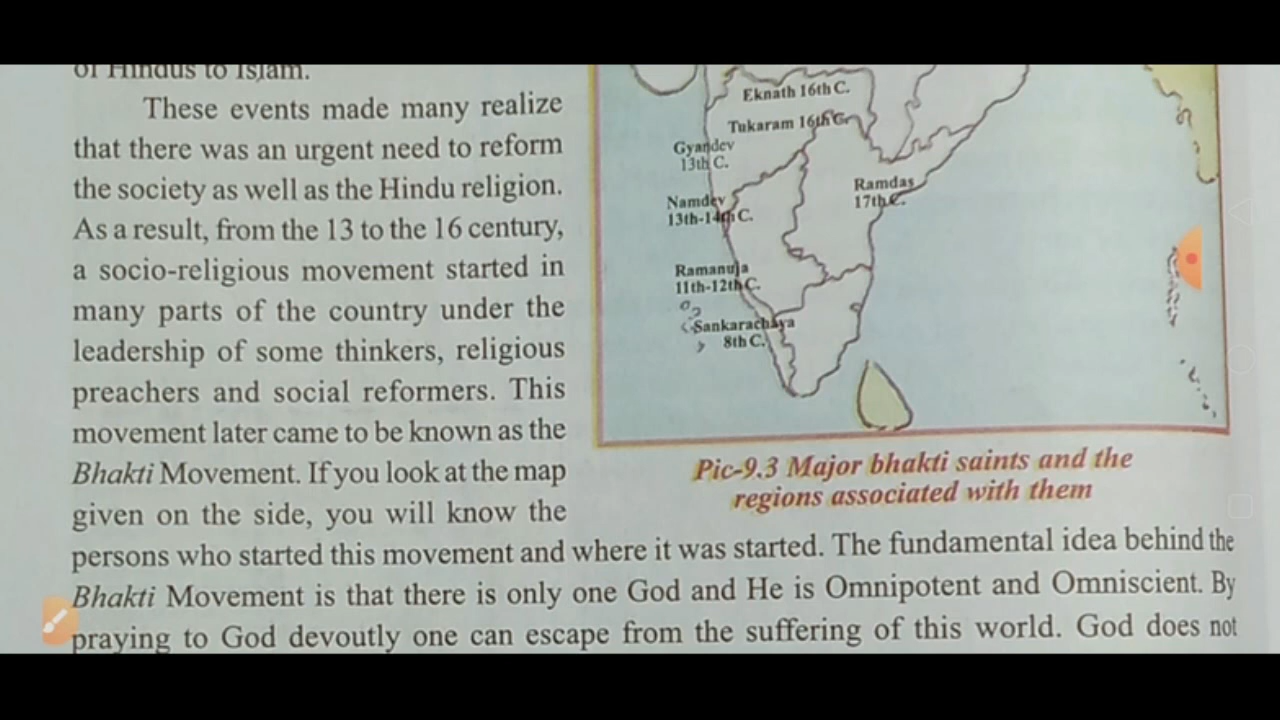 of Hindus to Islam.
These events made many realize
that there was an urgent need to reform
the society as well as the Hindu religion.
As a result, from the 13 to the 16 century,
a socio-religious movement started in
many parts of the country under the
leadership of some thinkers, religious
preachers and social reformers. This
movement later came to be known as the
Bhakti Movement. If you look at the map
given on the side, you will know the
persons who started this movement and where it was started. The fundamental idea behind the
Bhakti Movement is that there is only one God and He is Omnipotent and Omniscient. By
praying to God devoutly one can escape from the suffering of this world. God does not
Eknath 16th C.
Tukaram 16th C.
Gyandev
13th C.
Ramdas
17th C.
Namdev
13th-14th C.
Ramanuja
11th-12th C.
Sankarachaya
8th C.
Pic-9.3 Major bhakti saints and the
regions associated with them